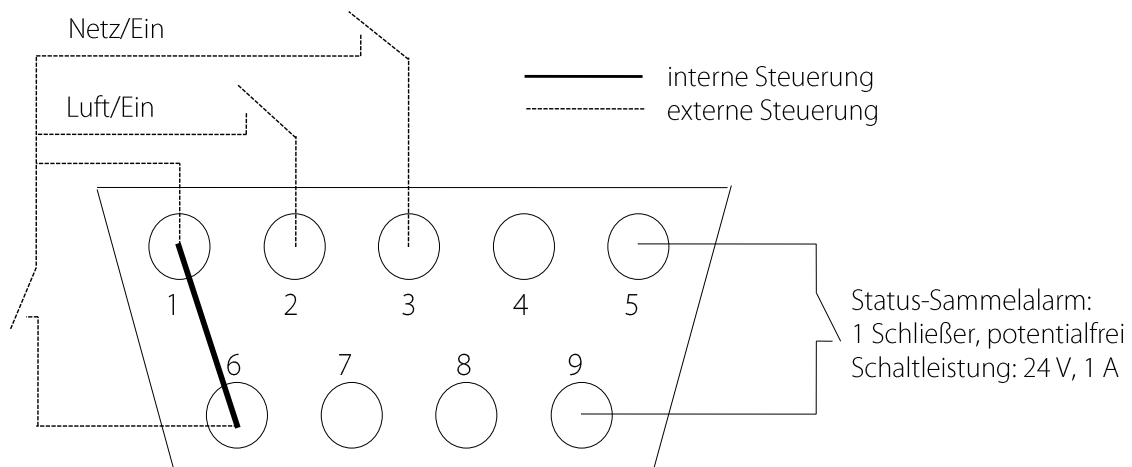 Netz/Ein
interne Steuerung
Luft/Ein
externe Steuerung
1
2
3
4
5
6
7
8
9
Status-Sammelalarm:
1 Schließer, potentialfrei
Schaltleistung: 24 V, 1 A